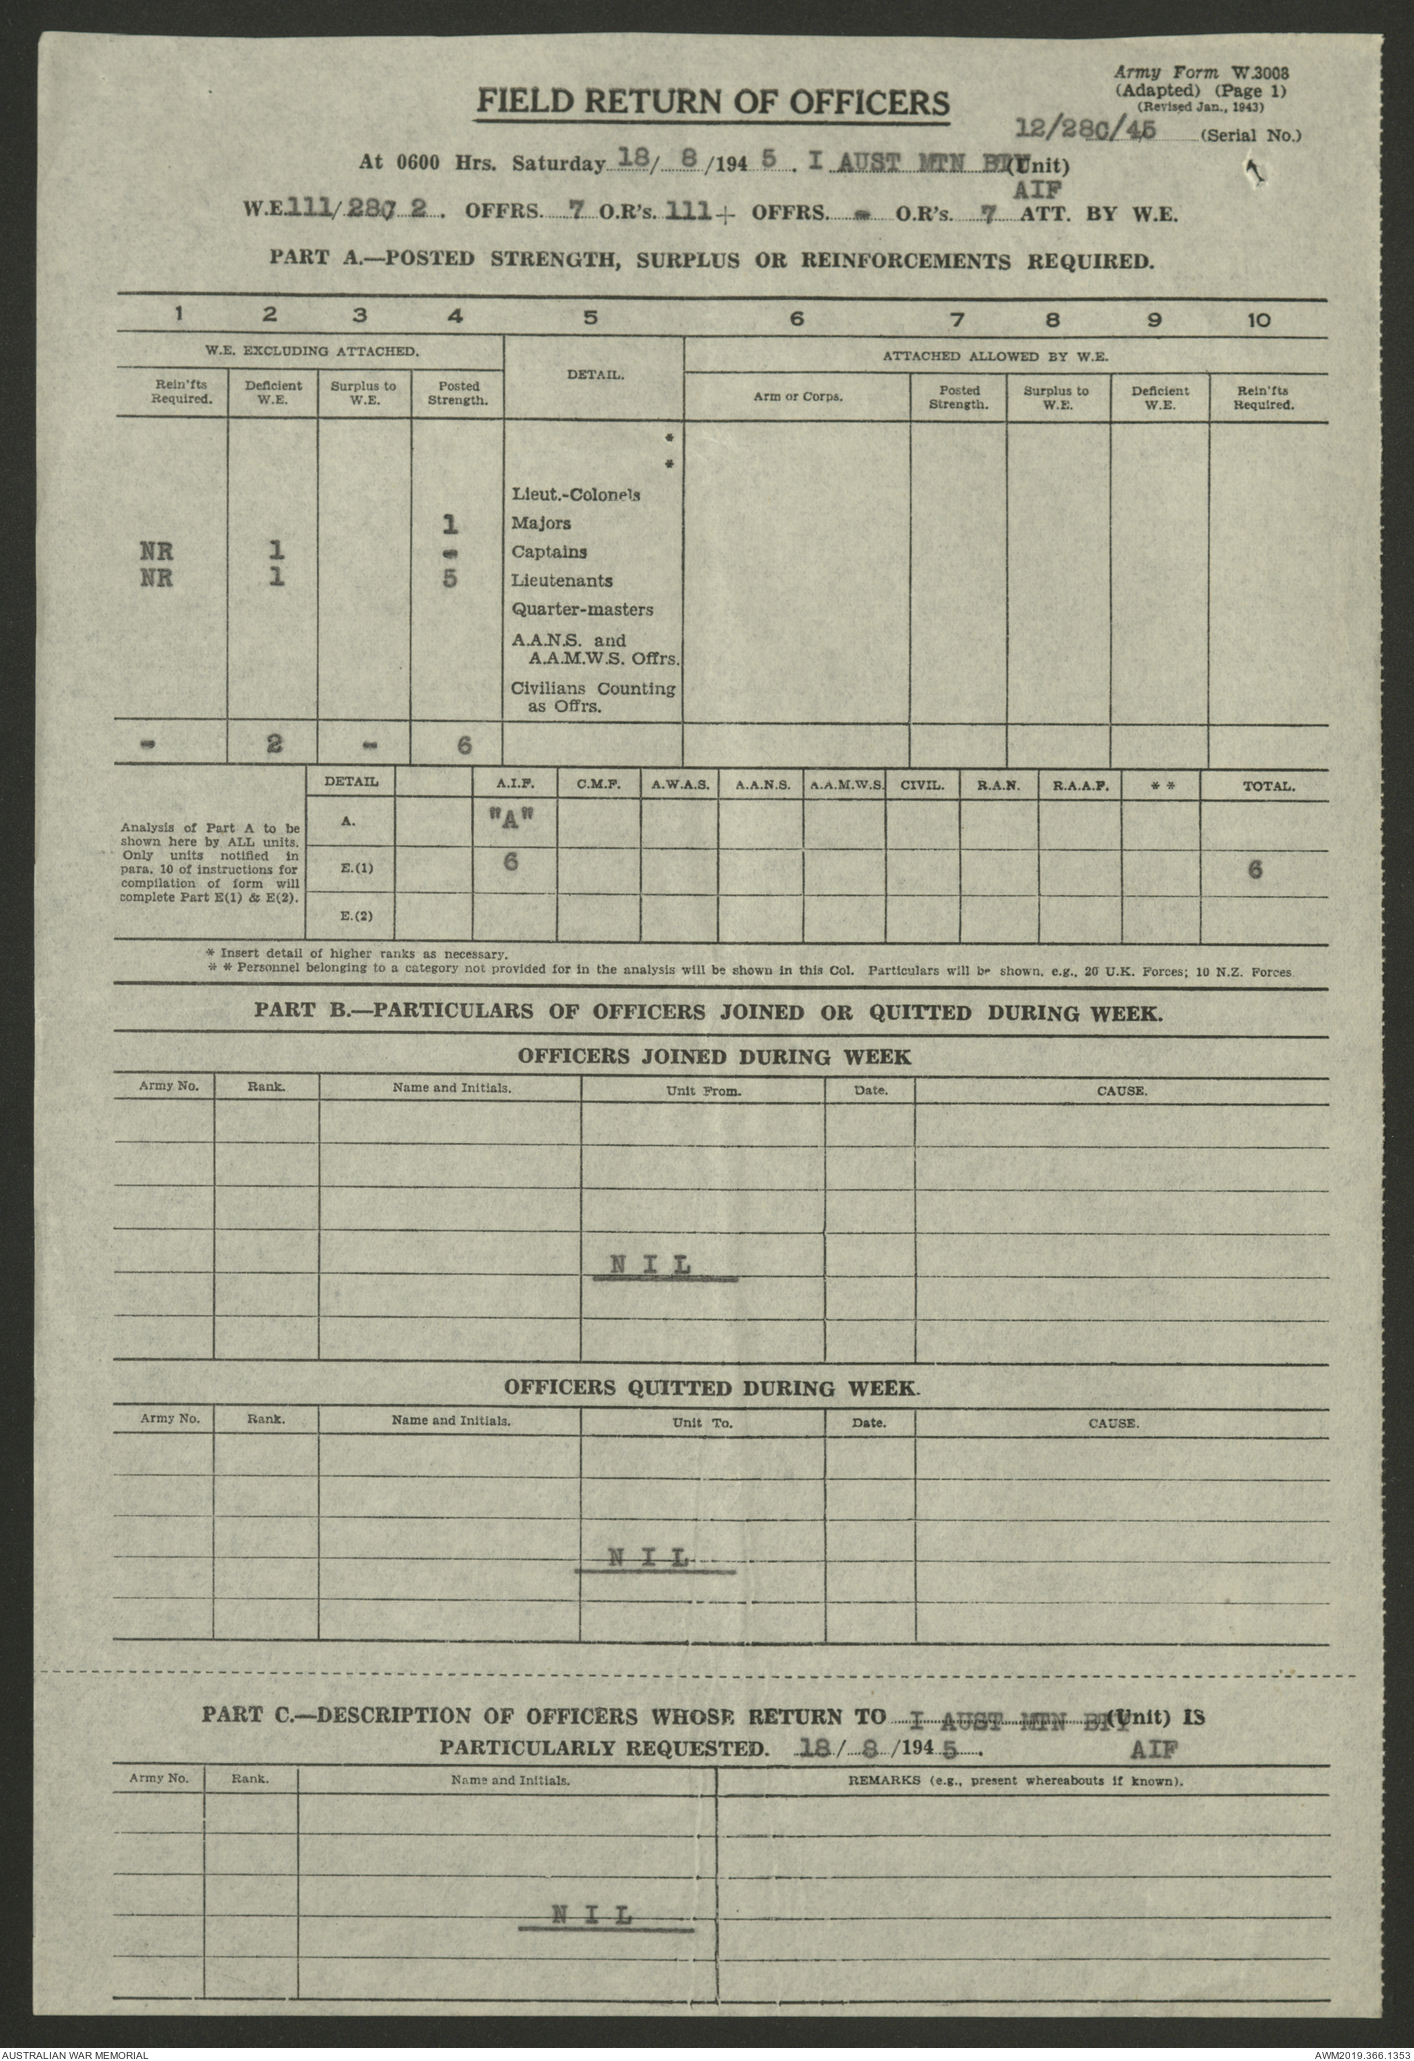 Army Form W.3008
(Adapted) (Page 1)
(Revised Jan., 1943)
FIELD RETURN OF OFFICERS
12/28C/45 (Serial No.)
At 0600 Hrs. Saturday 18/ 8 /194 5 . I AUST MTN BTY (Unit)
AIF
W.E. 111/ 28C 2 . OFFRS. 7 O.R's. 111 + OFFRS. - O.R's. 7 ATT. BY W.E.
PART A.—POSTED STRENGTH, SURPLUS OR REINFORCEMENTS REQUIRED.
1 2 3 4 5 6 7 8 9 10
W.E. EXCLUDING ATTACHED. DETAIL. ATTACHED ALLOWED BY W.E.
Rein'fts Required. Deficient W.E. Surplus to W.E. Posted Strength. Arm or Corps. Posted Strength. Surplus to W.E. Deficient W.E. Rein'fts Required.
*
*
Lieut.-Colonels
1 Majors
NR 1 - Captains
NR 1 5 Lieutenants
Quarter-masters
A.A.N.S. and
A.A.M.W.S. Offrs.
Civilians Counting
as Offrs.
- 2 - 6
DETAIL A.I.F. C.M.F. A.W.A.S. A.A.N.S. A.A.M.W.S. CIVIL. R.A.N. R.A.A.F. * * TOTAL.
Analysis of Part A to be
shown here by ALL units.
Only units notified in
para. 10 of instructions for
compilation of form will
complete Part E(1) & E(2).
A. "A"
E.(1) 6 6
E.(2)
* Insert detail of higher ranks as necessary.
* * Personnel belonging to a category not provided for in the analysis will be shown in this Col. Particulars will be shown, e.g., 20 U.K. Forces; 10 N.Z. Forces
PART B.—PARTICULARS OF OFFICERS JOINED OR QUITTED DURING WEEK.
OFFICERS JOINED DURING WEEK
Army No. Rank. Name and Initials. Unit From. Date. CAUSE.
N I L
OFFICERS QUITTED DURING WEEK.
Army No. Rank. Name and Initials. Unit To. Date. CAUSE.
N I L
PART C.—DESCRIPTION OF OFFICERS WHOSE RETURN TO I AUST MTN BTY (Unit) IS
PARTICULARLY REQUESTED. 18/ 8 /194 5 . AIF
Army No. Rank. Name and Initials. REMARKS (e.g., present whereabouts if known).
N I L
AUSTRALIAN WAR MEMORIAL AWM2019.366.1353